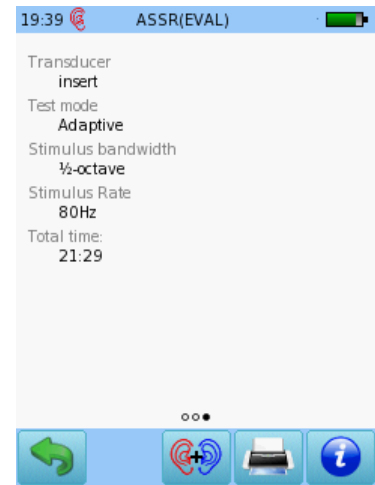 19:39 ASSR(EVAL)
Transducer
insert
Test mode
Adaptive
Stimulus bandwidth
½-octave
Stimulus Rate
80Hz
Total time:
21:29